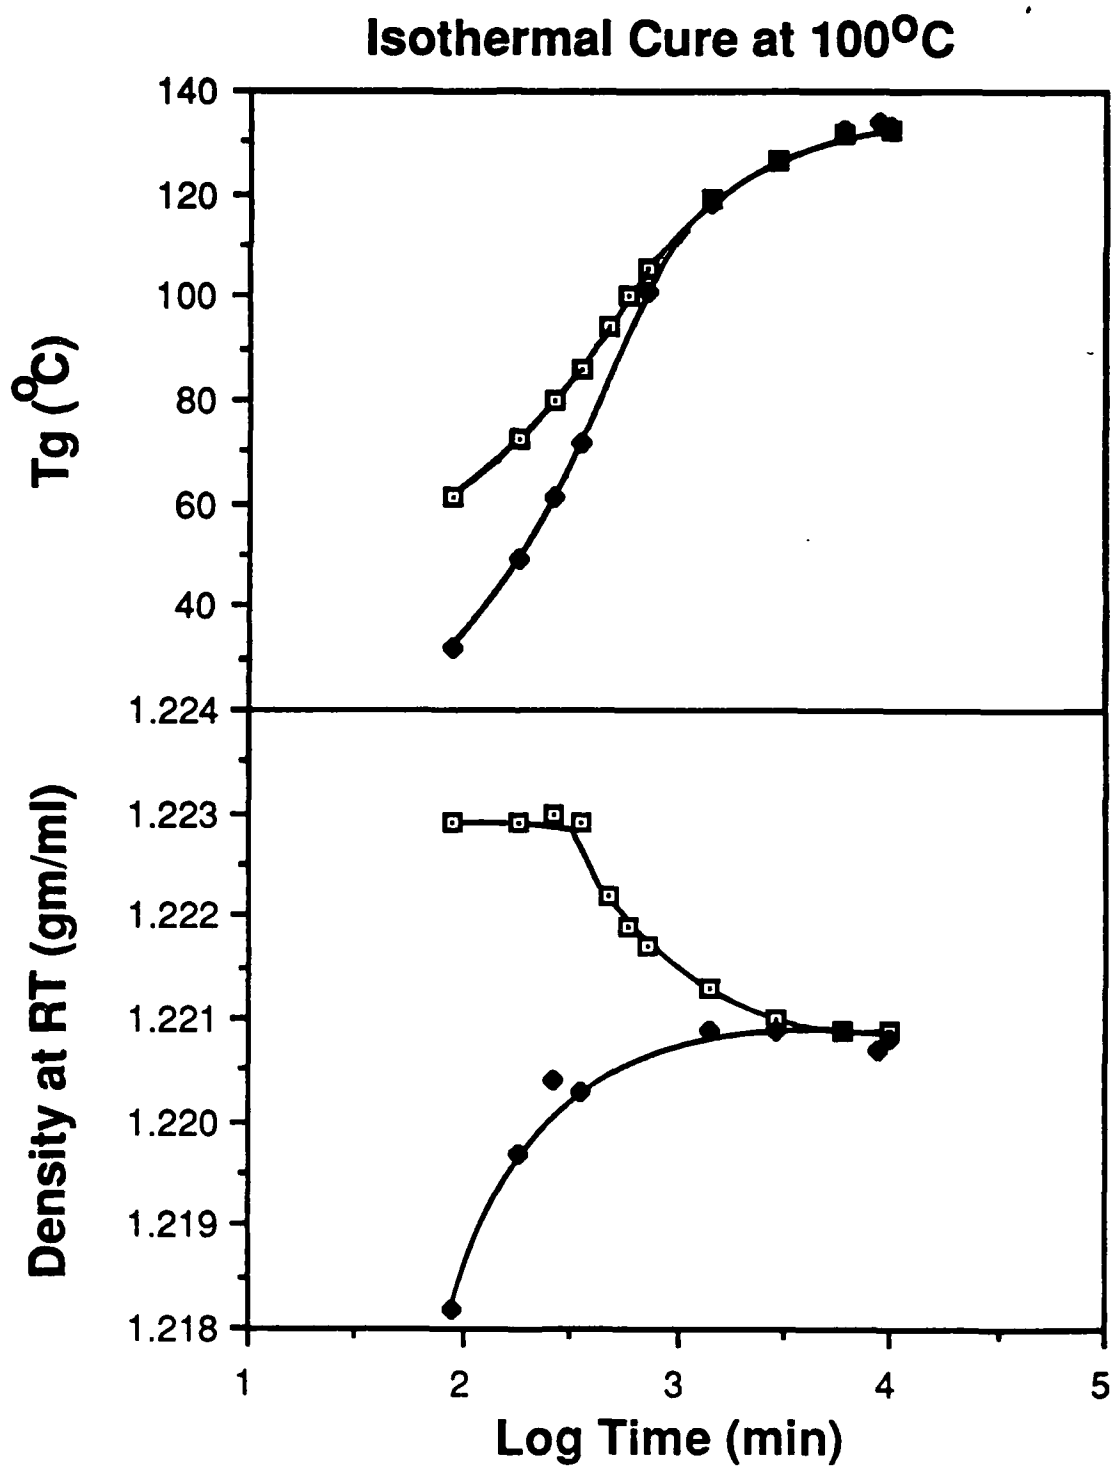 Isothermal Cure at 100°C
140
120
100
80
60
40
Tg (°C)
1.224
1.223
1.222
1.221
1.220
1.219
1.218
Density at RT (gm/ml)
1 2 3 4 5
Log Time (min)